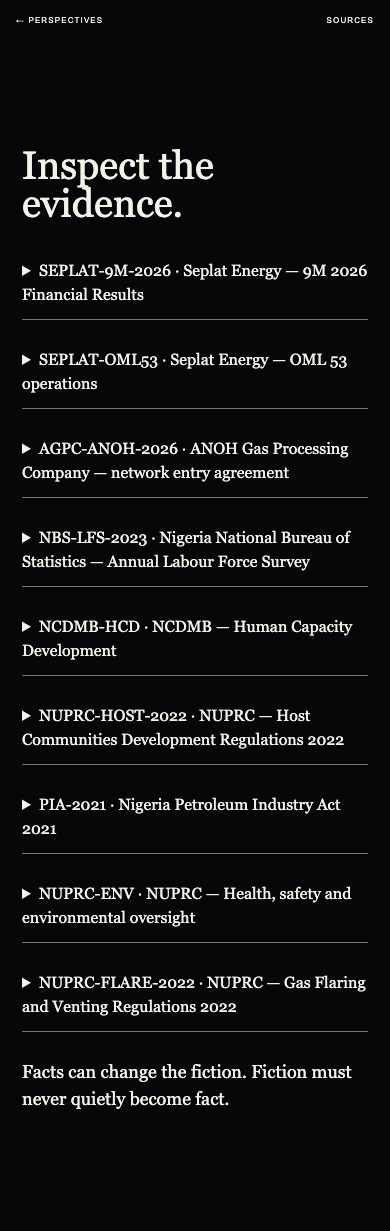 ← PERSPECTIVES
SOURCES
Inspect the
evidence.
▶ SEPLAT-9M-2026 · Seplat Energy — 9M 2026
Financial Results
▶ SEPLAT-OML53 · Seplat Energy — OML 53
operations
▶ AGPC-ANOH-2026 · ANOH Gas Processing
Company — network entry agreement
▶ NBS-LFS-2023 · Nigeria National Bureau of
Statistics — Annual Labour Force Survey
▶ NCDMB-HCD · NCDMB — Human Capacity
Development
▶ NUPRC-HOST-2022 · NUPRC — Host
Communities Development Regulations 2022
▶ PIA-2021 · Nigeria Petroleum Industry Act
2021
▶ NUPRC-ENV · NUPRC — Health, safety and
environmental oversight
▶ NUPRC-FLARE-2022 · NUPRC — Gas Flaring
and Venting Regulations 2022
Facts can change the fiction. Fiction must
never quietly become fact.